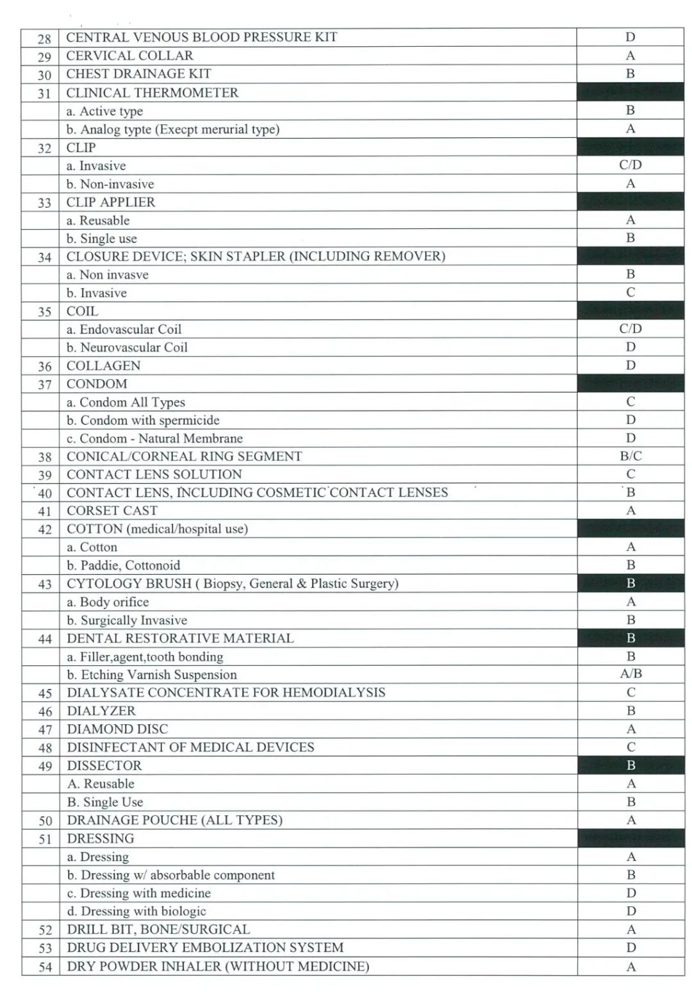 28 CENTRAL VENOUS BLOOD PRESSURE KIT D
29 CERVICAL COLLAR A
30 CHEST DRAINAGE KIT B
31 CLINICAL THERMOMETER
a. Active type B
b. Analog typte (Execpt merurial type) A
32 CLIP
a. Invasive C/D
b. Non-invasive A
33 CLIP APPLIER
a. Reusable A
b. Single use B
34 CLOSURE DEVICE; SKIN STAPLER (INCLUDING REMOVER)
a. Non invasve B
b. Invasive C
35 COIL
a. Endovascular Coil C/D
b. Neurovascular Coil D
36 COLLAGEN D
37 CONDOM
a. Condom All Types C
b. Condom with spermicide D
c. Condom - Natural Membrane D
38 CONICAL/CORNEAL RING SEGMENT B/C
39 CONTACT LENS SOLUTION C
40 CONTACT LENS, INCLUDING COSMETIC CONTACT LENSES B
41 CORSET CAST A
42 COTTON (medical/hospital use)
a. Cotton A
b. Paddie, Cottonoid B
43 CYTOLOGY BRUSH ( Biopsy, General & Plastic Surgery) B
a. Body orifice A
b. Surgically Invasive B
44 DENTAL RESTORATIVE MATERIAL B
a. Filler,agent,tooth bonding B
b. Etching Varnish Suspension A/B
45 DIALYSATE CONCENTRATE FOR HEMODIALYSIS C
46 DIALYZER B
47 DIAMOND DISC A
48 DISINFECTANT OF MEDICAL DEVICES C
49 DISSECTOR B
A. Reusable A
B. Single Use B
50 DRAINAGE POUCHE (ALL TYPES) A
51 DRESSING
a. Dressing A
b. Dressing w/ absorbable component B
c. Dressing with medicine D
d. Dressing with biologic D
52 DRILL BIT, BONE/SURGICAL A
53 DRUG DELIVERY EMBOLIZATION SYSTEM D
54 DRY POWDER INHALER (WITHOUT MEDICINE) A